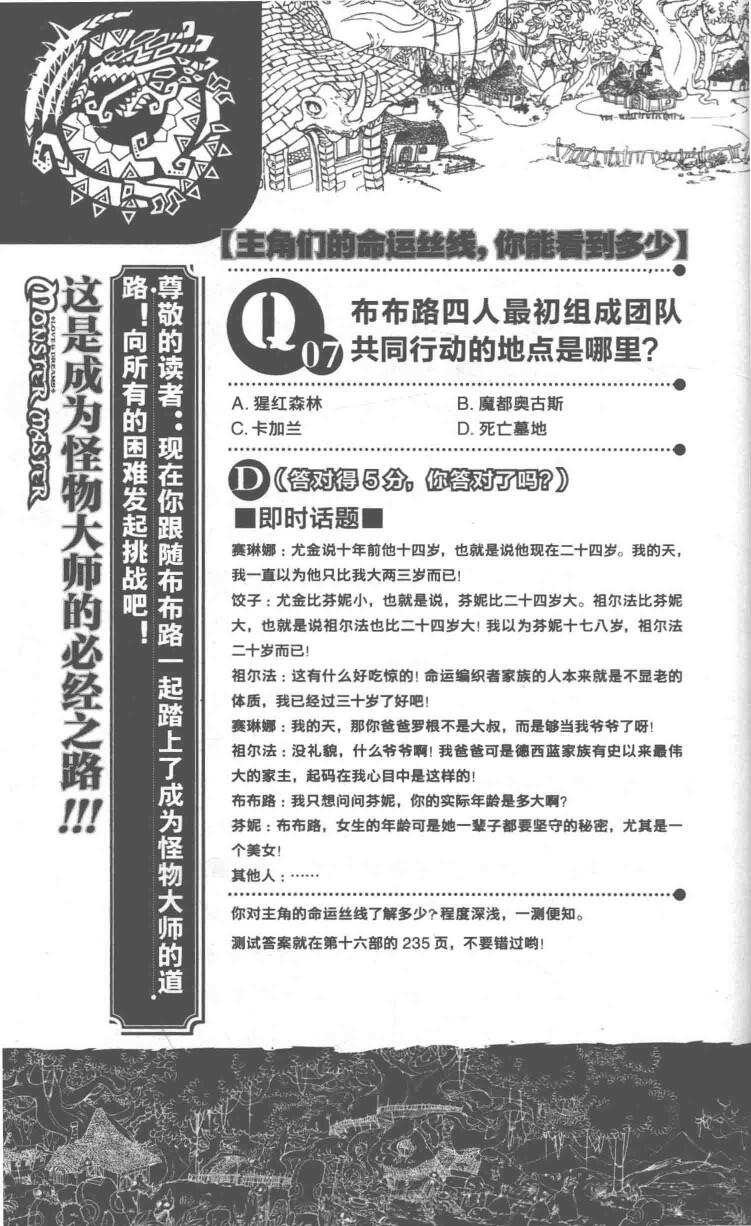 【主角们的命运丝线，你能看到多少】
Q07
布布路四人最初组成团队
共同行动的地点是哪里？
A. 猩红森林
B. 魔都奥古斯
C. 卡加兰
D. 死亡墓地
D（答对得5分，你答对了吗？）
■即时话题■
赛琳娜：尤金说十年前他十四岁，也就是说他现在二十四岁。我的天，
我一直以为他只比我大两三岁而已！
饺子：尤金比芬妮小，也就是说，芬妮比二十四岁大。祖尔法比芬妮
大，也就是说祖尔法也比二十四岁大！我以为芬妮十七八岁，祖尔法
二十岁而已！
祖尔法：这有什么好吃惊的！命运编织者家族的人本来就是不显老的
体质，我已经过三十岁了好吧！
赛琳娜：我的天，那你爸爸罗根不是大叔，而是够当我爷爷了呀！
祖尔法：没礼貌，什么爷爷啊！我爸爸可是德西蓝家族有史以来最伟
大的家主，起码在我心目中是这样的！
布布路：我只想问问芬妮，你的实际年龄是多大啊？
芬妮：布布路，女生的年龄可是她一辈子都要坚守的秘密，尤其是一
个美女！
其他人：……
你对主角的命运丝线了解多少？程度深浅，一测便知。
测试答案就在第十六部的 235 页，不要错过哟！
尊敬的读者：现在你跟随布布路一起踏上了成为怪物大师的道
路！向所有的困难发起挑战吧！
这是成为怪物大师的必经之路!!!
LOVE & DREAMS
MONSTER MASTER